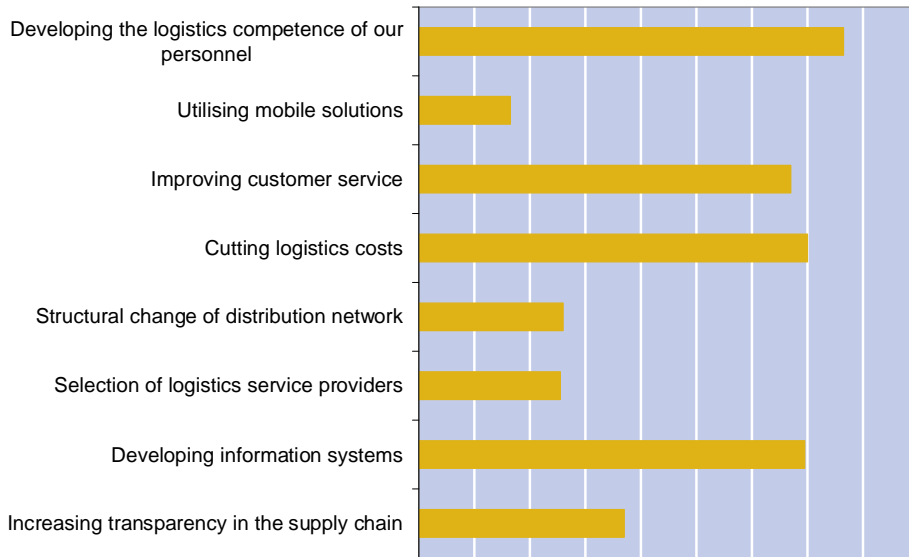 Developing the logistics competence of our
personnel
Utilising mobile solutions
Improving customer service
Cutting logistics costs
Structural change of distribution network
Selection of logistics service providers
Developing information systems
Increasing transparency in the supply chain